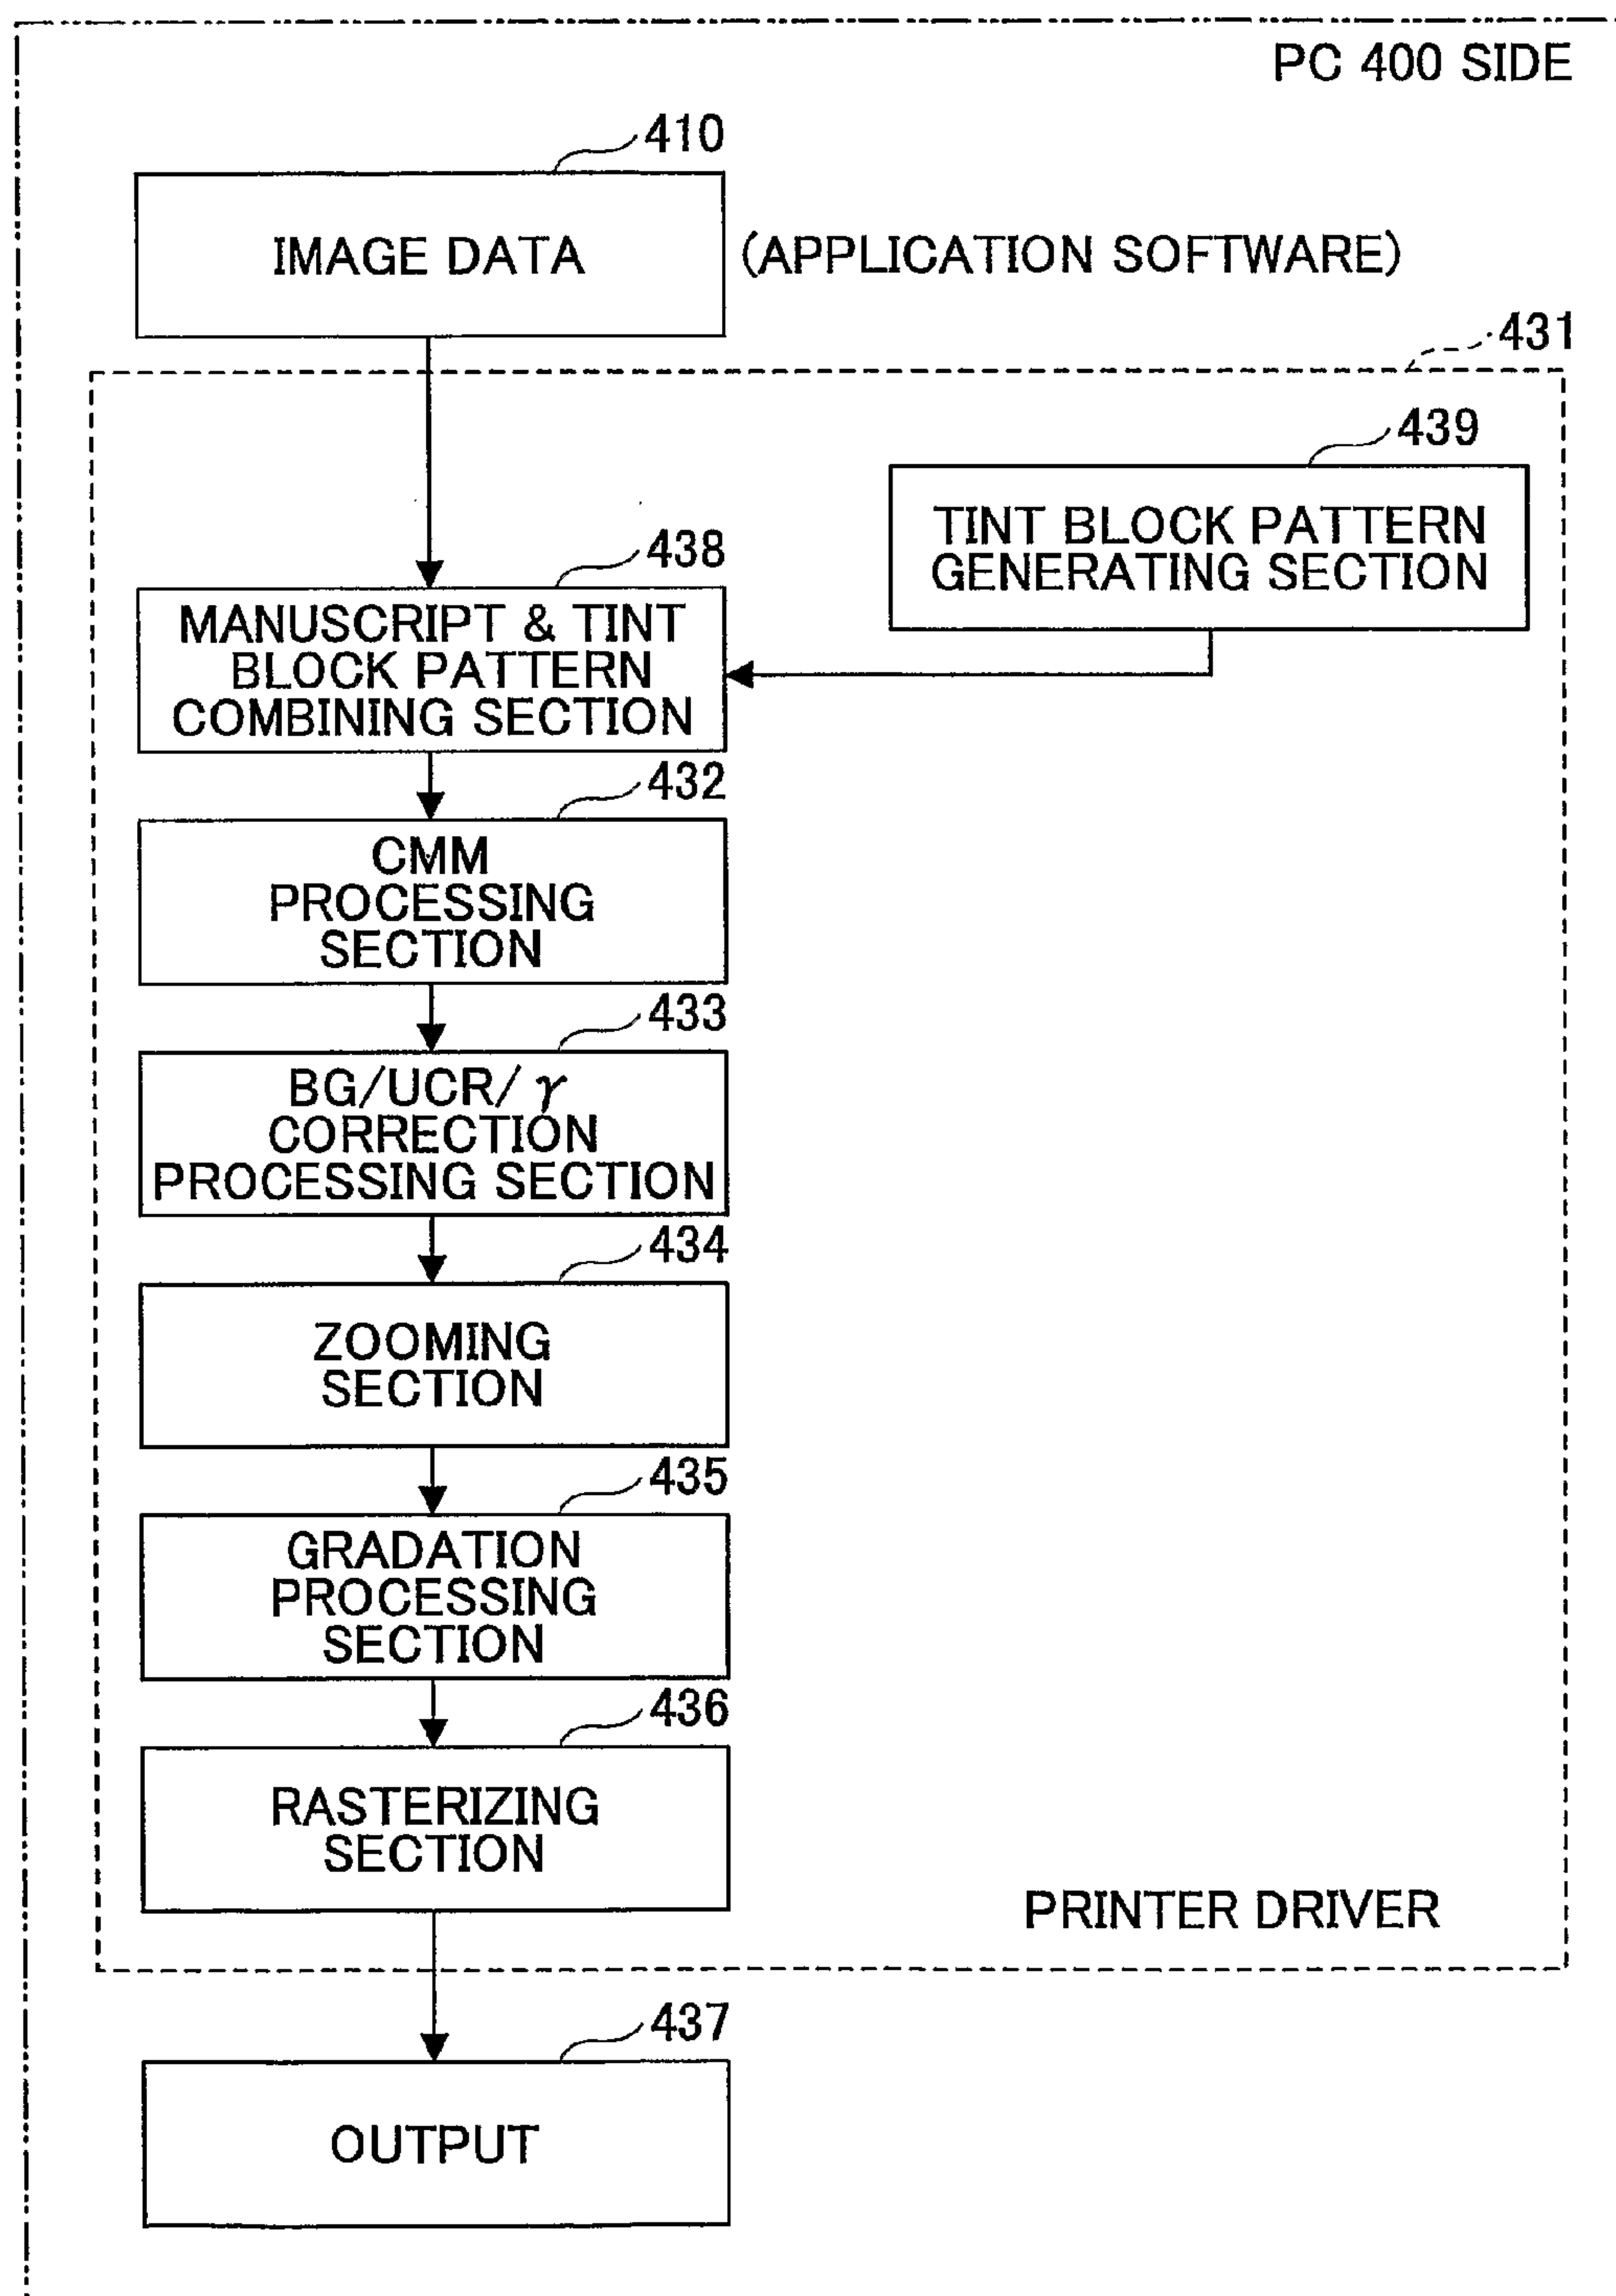 PC 400 SIDE
410
IMAGE DATA
(APPLICATION SOFTWARE)
431
439
TINT BLOCK PATTERN
GENERATING SECTION
438
MANUSCRIPT & TINT
BLOCK PATTERN
COMBINING SECTION
432
CMM
PROCESSING
SECTION
433
BG/UCR/γ
CORRECTION
PROCESSING SECTION
434
ZOOMING
SECTION
435
GRADATION
PROCESSING
SECTION
436
RASTERIZING
SECTION
PRINTER DRIVER
437
OUTPUT